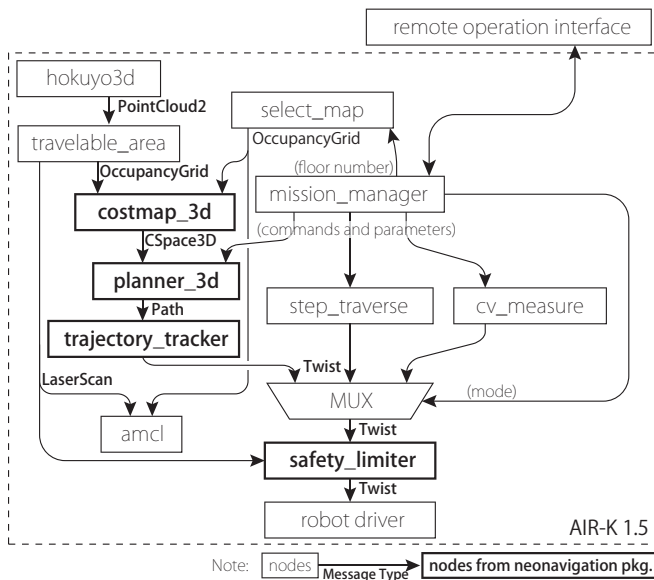 remote operation interface
hokuyo3d
PointCloud2
select_map
travelable_area
OccupancyGrid
OccupancyGrid
(floor number)
costmap_3d
mission_manager
CSpace3D
(commands and parameters)
planner_3d
Path
step_traverse
cv_measure
trajectory_tracker
Twist
LaserScan
MUX
(mode)
amcl
Twist
safety_limiter
Twist
robot driver
AIR-K 1.5
Note: nodes Message Type nodes from neonavigation pkg.